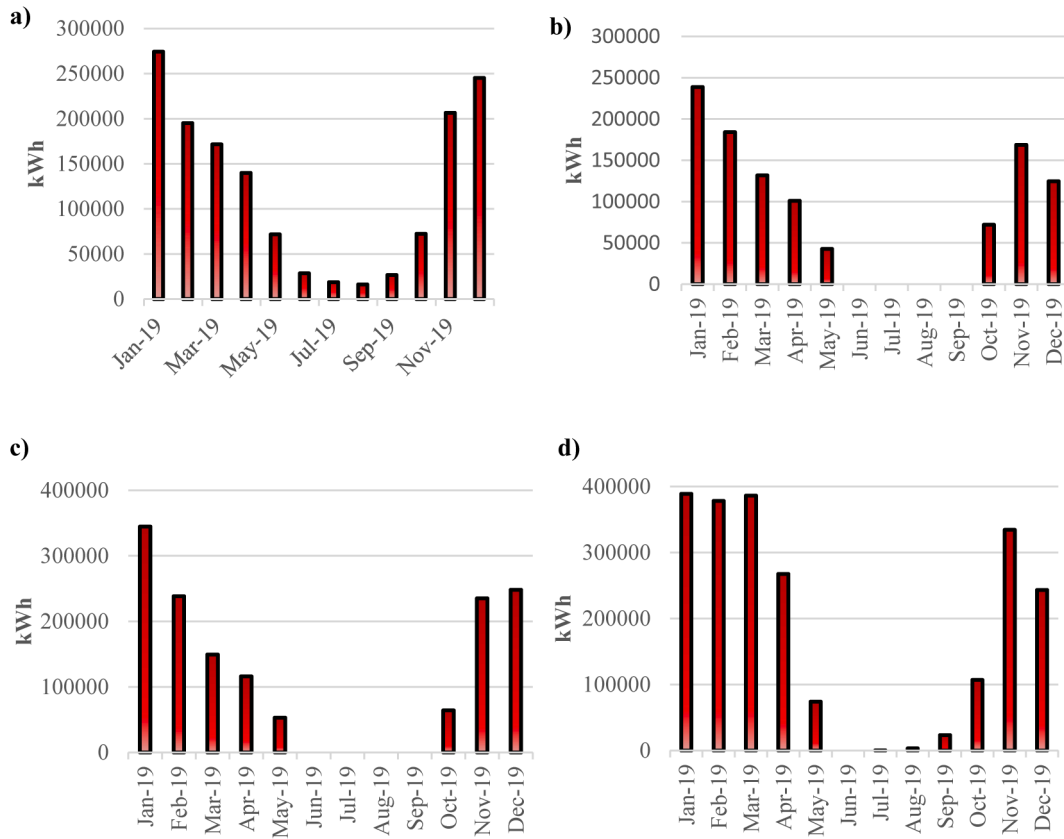 a)
300000
250000
200000
150000
100000
50000
0
kWh
Jan-19
Mar-19
May-19
Jul-19
Sep-19
Nov-19
b)
300000
250000
200000
150000
100000
50000
0
kWh
Jan-19
Feb-19
Mar-19
Apr-19
May-19
Jun-19
Jul-19
Aug-19
Sep-19
Oct-19
Nov-19
Dec-19
c)
400000
300000
200000
100000
0
kWh
Jan-19
Feb-19
Mar-19
Apr-19
May-19
Jun-19
Jul-19
Aug-19
Sep-19
Oct-19
Nov-19
Dec-19
d)
400000
300000
200000
100000
0
kWh
Jan-19
Feb-19
Mar-19
Apr-19
May-19
Jun-19
Jul-19
Aug-19
Sep-19
Oct-19
Nov-19
Dec-19